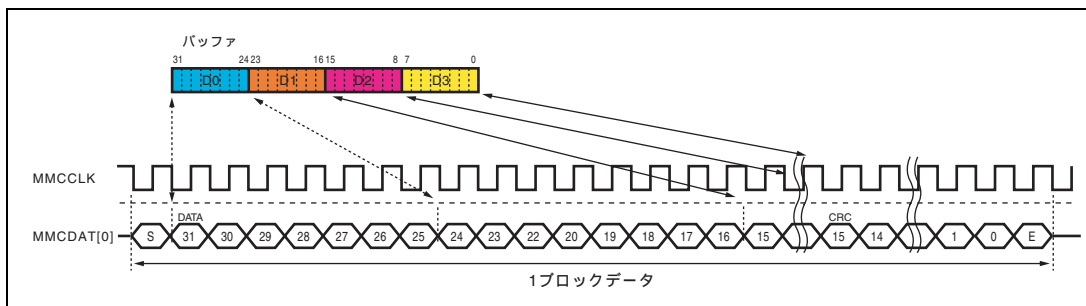 バッファ
31 24 23 16 15 8 7 0
D0 D1 D2 D3
MMCCLK
DATA CRC
MMCDAT[0] S 31 30 29 28 27 26 25 24 23 22 20 19 18 17 16 15 15 14 1 0 E
1ブロックデータ